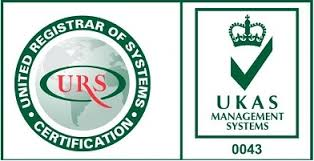 UNITED REGISTRAR OF SYSTEMS
URS
• CERTIFICATION •
UKAS
MANAGEMENT
SYSTEMS
0043